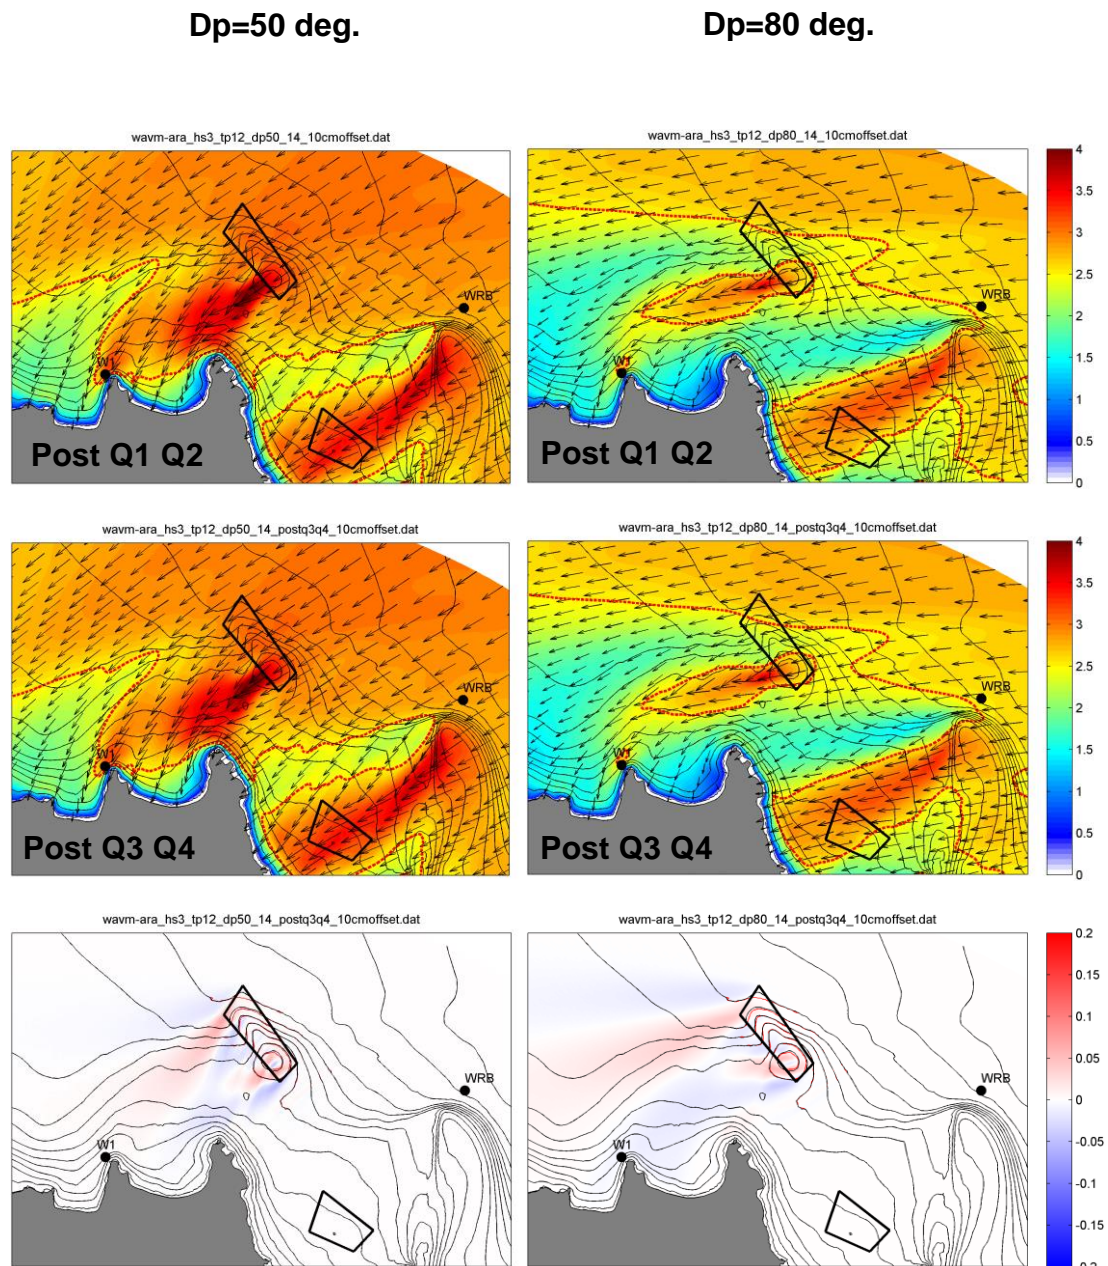 Dp=50 deg.
Dp=80 deg.
wavm-ara_hs3_tp12_dp50_14_10cmoffset.dat
wavm-ara_hs3_tp12_dp80_14_10cmoffset.dat
WRB
W1
Post Q1 Q2
WRB
W1
Post Q1 Q2
4
3.5
3
2.5
2
1.5
1
0.5
0
wavm-ara_hs3_tp12_dp50_14_postq3q4_10cmoffset.dat
wavm-ara_hs3_tp12_dp80_14_postq3q4_10cmoffset.dat
WRB
W1
Post Q3 Q4
WRB
W1
Post Q3 Q4
4
3.5
3
2.5
2
1.5
1
0.5
0
wavm-ara_hs3_tp12_dp50_14_postq3q4_10cmoffset.dat
wavm-ara_hs3_tp12_dp80_14_postq3q4_10cmoffset.dat
WRB
W1
WRB
W1
0.2
0.15
0.1
0.05
0
-0.05
-0.1
-0.15